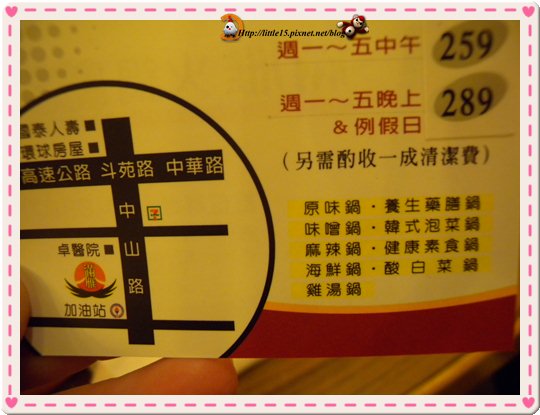 Http://little15.pixnet.net/blog
週一～五中午 259
週一～五晚上 289
&例假日
(另需酌收一成清潔費)
原味鍋・養生藥膳鍋
味噌鍋・韓式泡菜鍋
麻辣鍋・健康素食鍋
海鮮鍋・酸白菜鍋
雞湯鍋
國泰人壽■
環球房屋■
高速公路 斗苑路 中華路
中山路
子
卓醫院■
加油站